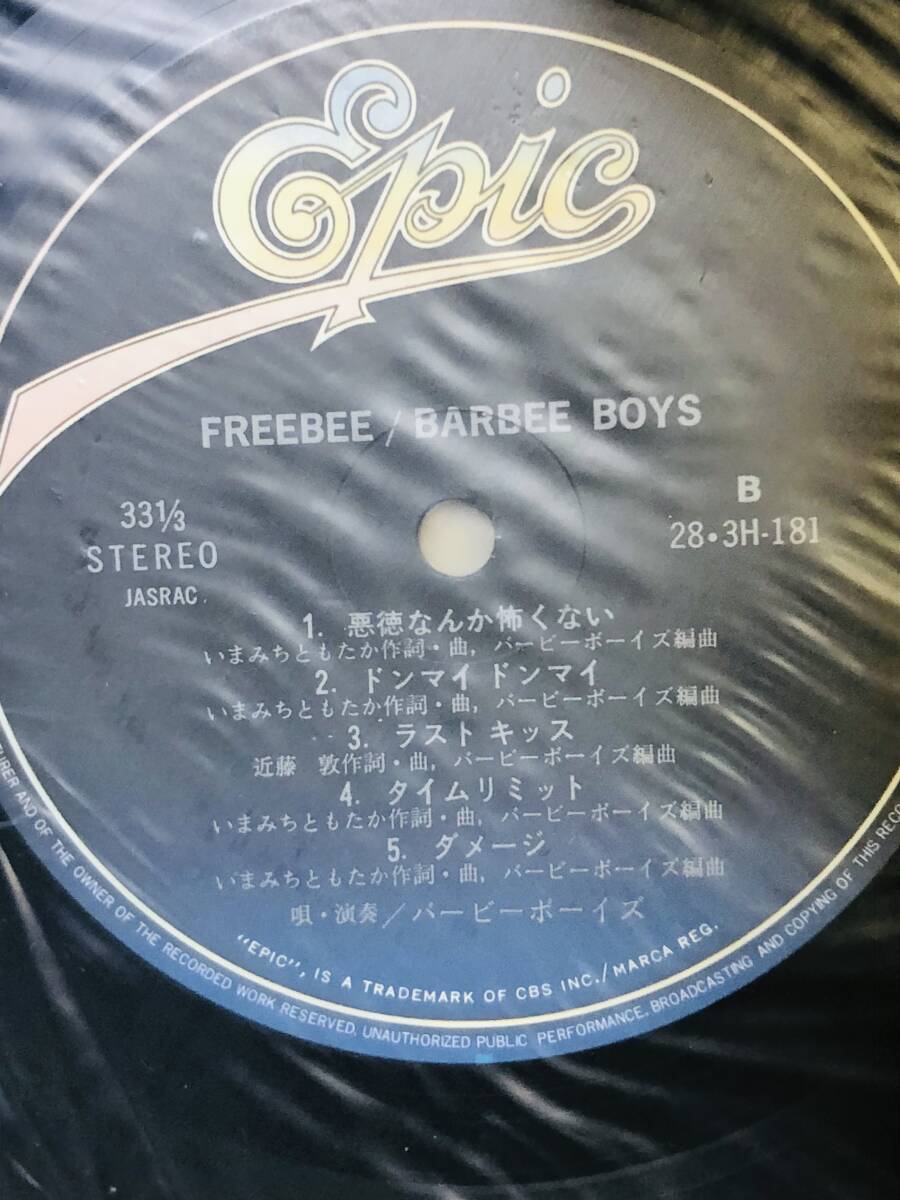 Epic
FREEBEE / BARBEE BOYS
33 1/3
STEREO
JASRAC
B
28・3H-181
1. 悪徳なんか怖くない
いまみちともたか作詞・曲, バービーボーイズ編曲
2. ドンマイ ドンマイ
いまみちともたか作詞・曲, バービーボーイズ編曲
3. ラスト キッス
近藤 敦作詞・曲, バービーボーイズ編曲
4. タイムリミット
いまみちともたか作詞・曲, バービーボーイズ編曲
5. ダメージ
いまみちともたか作詞・曲, バービーボーイズ編曲
唄・演奏/バービーボーイズ
"EPIC", IS A TRADEMARK OF CBS INC./MARCA REG.
AND OF THE OWNER OF THE RECORDED WORK RESERVED. UNAUTHORIZED PUBLIC PERFORMANCE. BROADCASTING AND COPYING OF THIS